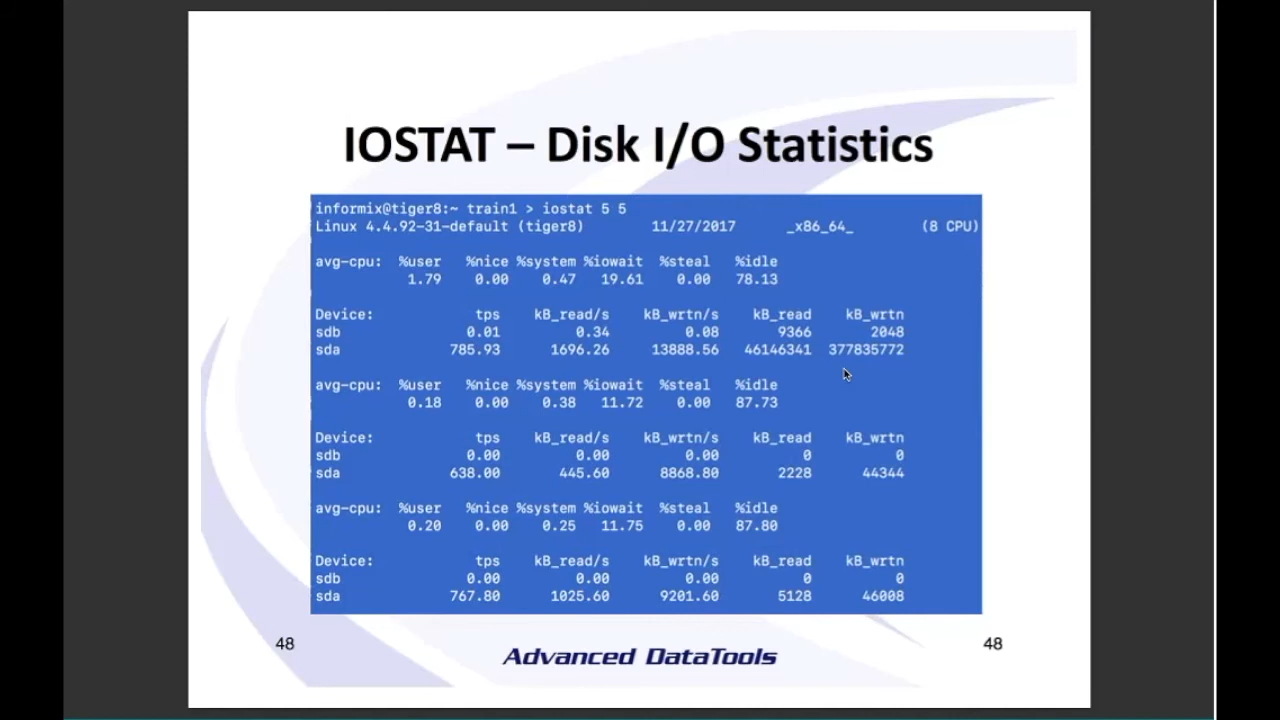 IOSTAT – Disk I/O Statistics
informix@tiger8:~ train1 > iostat 5 5
Linux 4.4.92-31-default (tiger8) 11/27/2017 _x86_64_ (8 CPU)
avg-cpu: %user %nice %system %iowait %steal %idle
1.79 0.00 0.47 19.61 0.00 78.13
Device: tps kB_read/s kB_wrtn/s kB_read kB_wrtn
sdb 0.01 0.34 0.08 9366 2048
sda 785.93 1696.26 13888.56 46146341 377835772
avg-cpu: %user %nice %system %iowait %steal %idle
0.18 0.00 0.38 11.72 0.00 87.73
Device: tps kB_read/s kB_wrtn/s kB_read kB_wrtn
sdb 0.00 0.00 0.00 0 0
sda 638.00 445.60 8868.80 2228 44344
avg-cpu: %user %nice %system %iowait %steal %idle
0.20 0.00 0.25 11.75 0.00 87.80
Device: tps kB_read/s kB_wrtn/s kB_read kB_wrtn
sdb 0.00 0.00 0.00 0 0
sda 767.80 1025.60 9201.60 5128 46008
48 48
Advanced DataTools